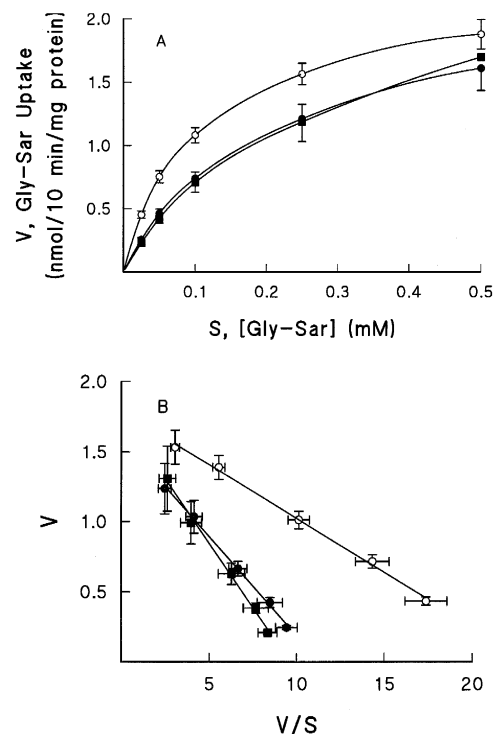 A
2.0
1.5
1.0
0.5
V, Gly-Sar Uptake
(nmol/10 min/mg protein)
0.1
0.2
0.3
0.4
0.5
S, [Gly-Sar] (mM)
B
2.0
1.5
1.0
0.5
V
5
10
15
20
V/S